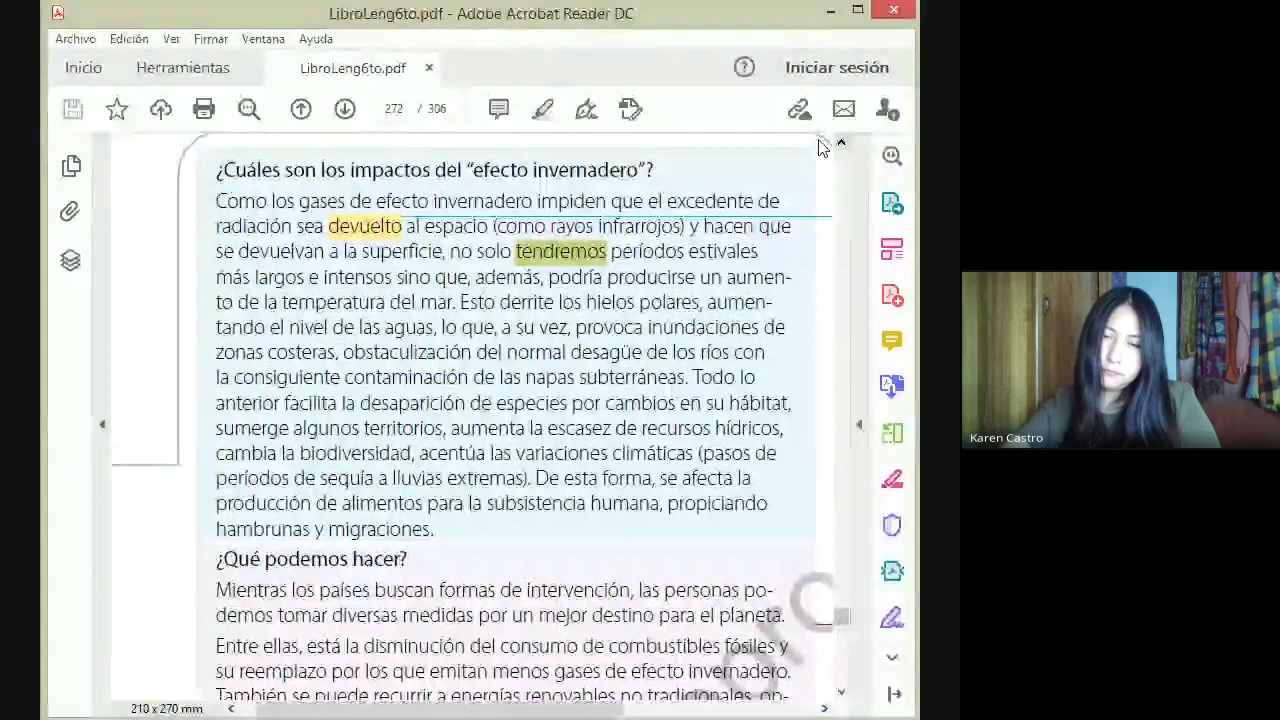 LibroLeng6to.pdf - Adobe Acrobat Reader DC
Archivo Edición Ver Firmar Ventana Ayuda
Inicio Herramientas LibroLeng6to.pdf × Iniciar sesión
272 / 306
¿Cuáles son los impactos del “efecto invernadero”?
Como los gases de efecto invernadero impiden que el excedente de
radiación sea devuelto al espacio (como rayos infrarrojos) y hacen que
se devuelvan a la superficie, no solo tendremos períodos estivales
más largos e intensos sino que, además, podría producirse un aumen-
to de la temperatura del mar. Esto derrite los hielos polares, aumen-
tando el nivel de las aguas, lo que, a su vez, provoca inundaciones de
zonas costeras, obstaculización del normal desagüe de los ríos con
la consiguiente contaminación de las napas subterráneas. Todo lo
anterior facilita la desaparición de especies por cambios en su hábitat,
sumerge algunos territorios, aumenta la escasez de recursos hídricos,
cambia la biodiversidad, acentúa las variaciones climáticas (pasos de
períodos de sequía a lluvias extremas). De esta forma, se afecta la
producción de alimentos para la subsistencia humana, propiciando
hambrunas y migraciones.
¿Qué podemos hacer?
Mientras los países buscan formas de intervención, las personas po-
demos tomar diversas medidas por un mejor destino para el planeta.
Entre ellas, está la disminución del consumo de combustibles fósiles y
su reemplazo por los que emitan menos gases de efecto invernadero.
También se puede recurrir a energías renovables no tradicionales, op-
210 x 270 mm
Karen Castro